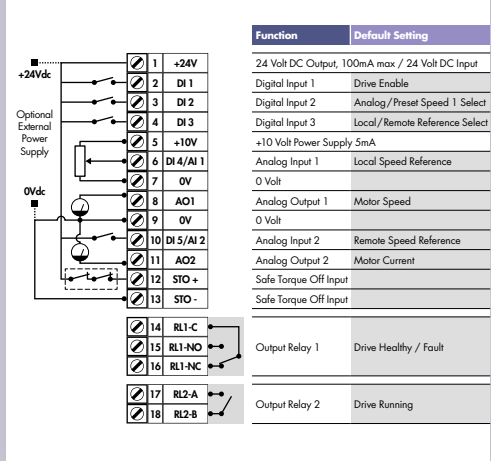 Function Default Setting
+24Vdc
Optional
External
Power
Supply
0Vdc
1 +24V 24 Volt DC Output, 100mA max / 24 Volt DC Input
2 DI 1 Digital Input 1 Drive Enable
3 DI 2 Digital Input 2 Analog/Preset Speed 1 Select
4 DI 3 Digital Input 3 Local/Remote Reference Select
5 +10V +10 Volt Power Supply 5mA
6 DI 4/AI 1 Analog Input 1 Local Speed Reference
7 0V 0 Volt
8 AO1 Analog Output 1 Motor Speed
9 0V 0 Volt
10 DI 5/AI 2 Analog Input 2 Remote Speed Reference
11 AO2 Analog Output 2 Motor Current
12 STO + Safe Torque Off Input
13 STO - Safe Torque Off Input
14 RL1-C
15 RL1-NO Output Relay 1 Drive Healthy / Fault
16 RL1-NC
17 RL2-A
Output Relay 2 Drive Running
18 RL2-B